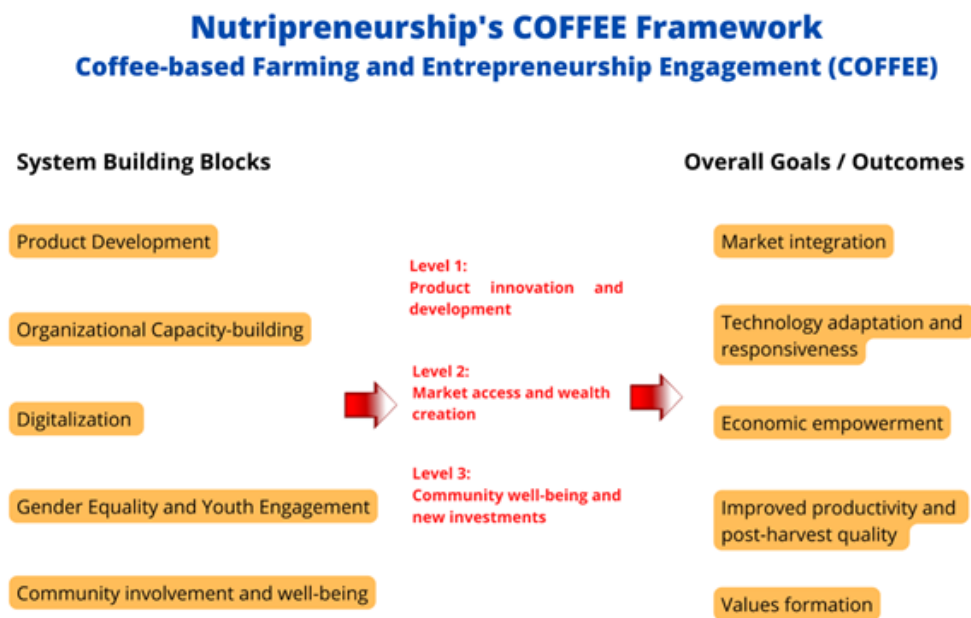 Nutripreneurship's COFFEE Framework
Coffee-based Farming and Entrepreneurship Engagement (COFFEE)
System Building Blocks
Product Development
Organizational Capacity-building
Digitalization
Gender Equality and Youth Engagement
Community involvement and well-being
Level 1:
Product innovation and
development
Level 2:
Market access and wealth
creation
Level 3:
Community well-being and
new investments
Overall Goals / Outcomes
Market integration
Technology adaptation and
responsiveness
Economic empowerment
Improved productivity and
post-harvest quality
Values formation